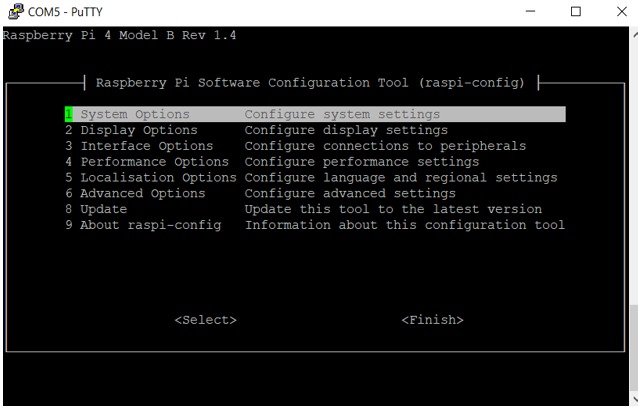 COM5 - PuTTY
Raspberry Pi 4 Model B Rev 1.4
Raspberry Pi Software Configuration Tool (raspi-config)
1 System Options Configure system settings
2 Display Options Configure display settings
3 Interface Options Configure connections to peripherals
4 Performance Options Configure performance settings
5 Localisation Options Configure language and regional settings
6 Advanced Options Configure advanced settings
8 Update Update this tool to the latest version
9 About raspi-config Information about this configuration tool
<Select> <Finish>